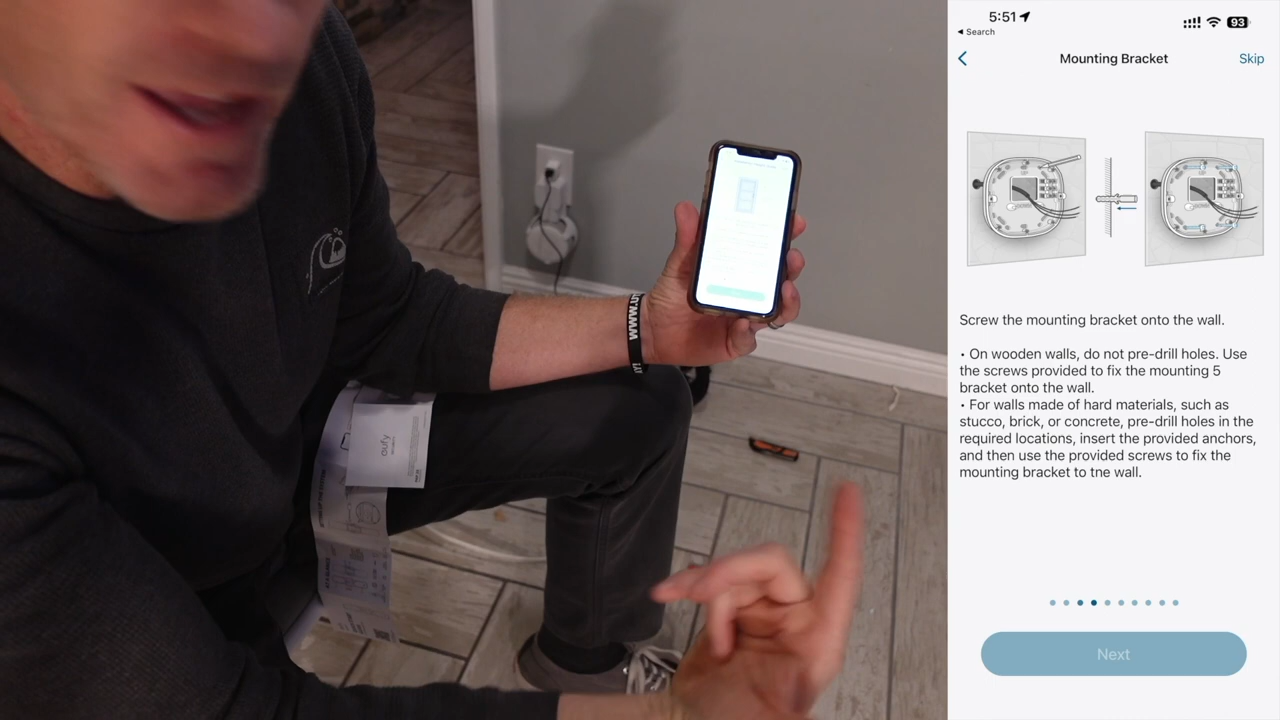 5:51
Search
93
Mounting Bracket
Skip
Screw the mounting bracket onto the wall.
• On wooden walls, do not pre-drill holes. Use
the screws provided to fix the mounting 5
bracket onto the wall.
• For walls made of hard materials, such as
stucco, brick, or concrete, pre-drill holes in the
required locations, insert the provided anchors,
and then use the provided screws to fix the
mounting bracket to tne wall.
Next
WWW.
eufy